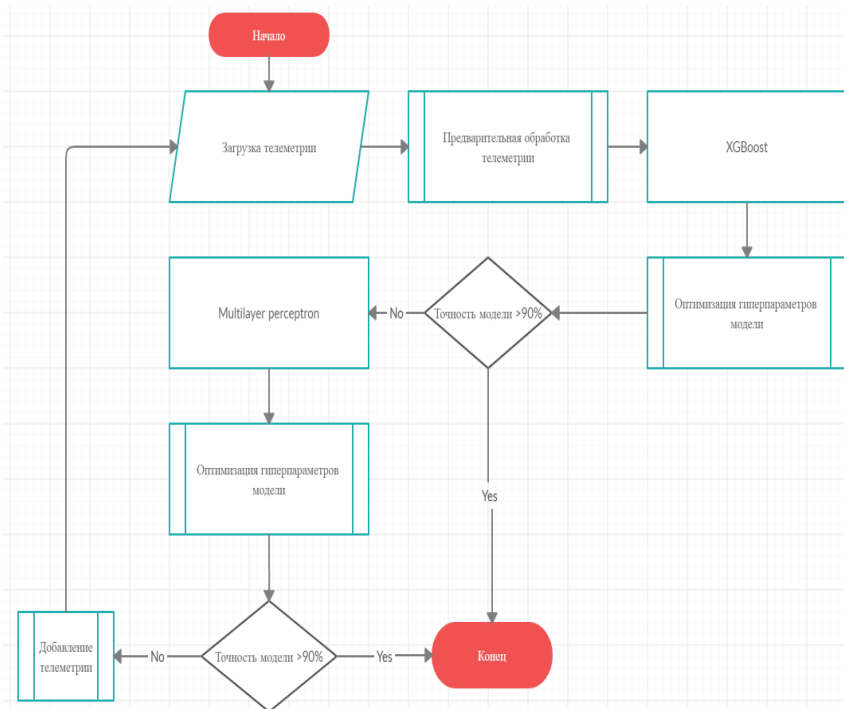 Начало
Загрузка телеметрии
Предварительная обработка
телеметрии
XGBoost
Multilayer perceptron
No
Точность модели >90%
Оптимизация гиперпараметров
модели
Оптимизация гиперпараметров
модели
Yes
Добавление
телеметрии
No
Точность модели >90%
Yes
Конец